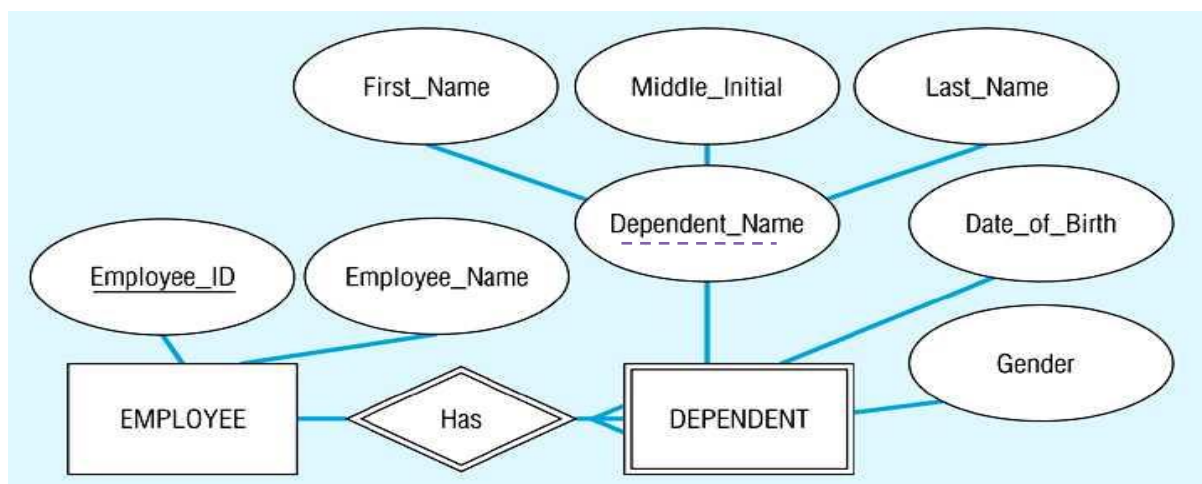 First_Name
Middle_Initial
Last_Name
Dependent_Name
Date_of_Birth
Employee_ID
Employee_Name
Gender
EMPLOYEE
Has
DEPENDENT